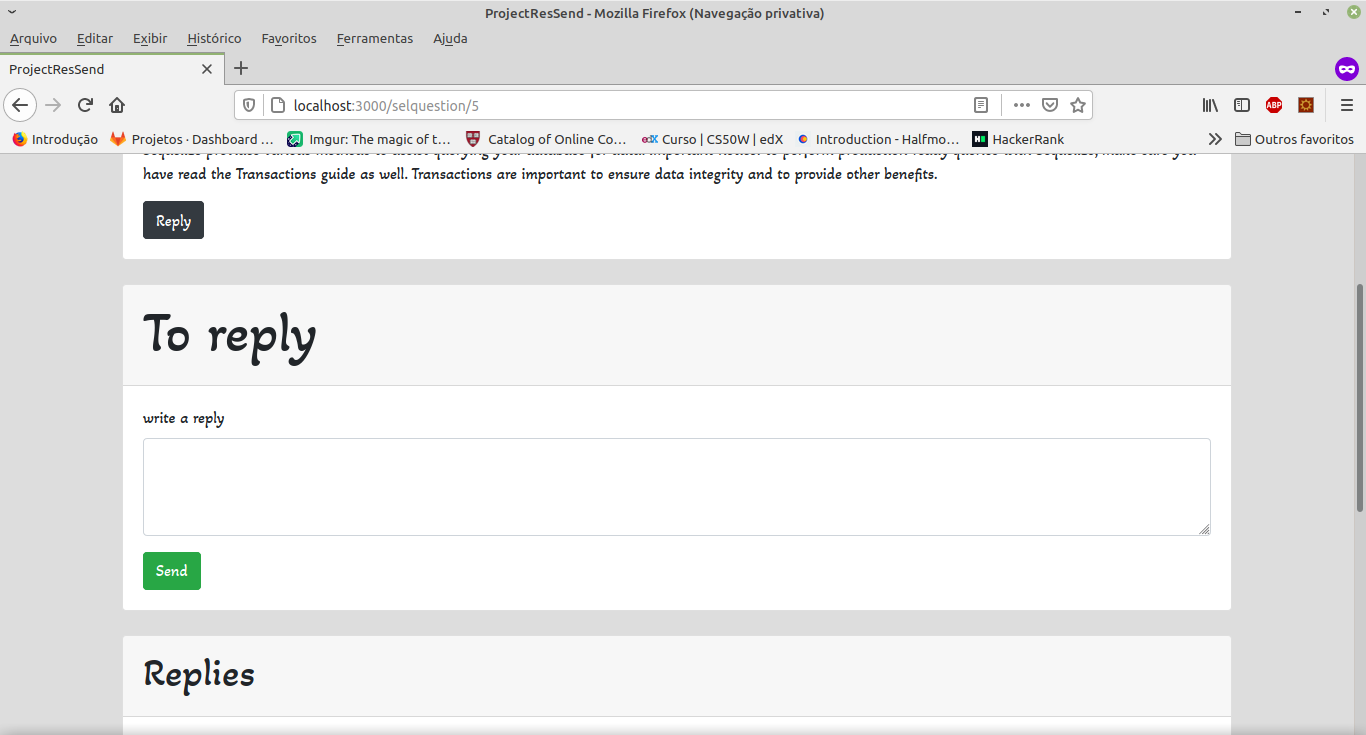 ProjectResSend - Mozilla Firefox (Navegação privativa)
Arquivo Editar Exibir Histórico Favoritos Ferramentas Ajuda
ProjectResSend
localhost:3000/selquestion/5
ABP
Introdução Projetos · Dashboard ... Imgur: The magic of t... Catalog of Online Co... edX Curso | CS50W | edX Introduction - Halfmo... H HackerRank Outros favoritos
have read the Transactions guide as well. Transactions are important to ensure data integrity and to provide other benefits.
Reply
To reply
write a reply
Send
Replies